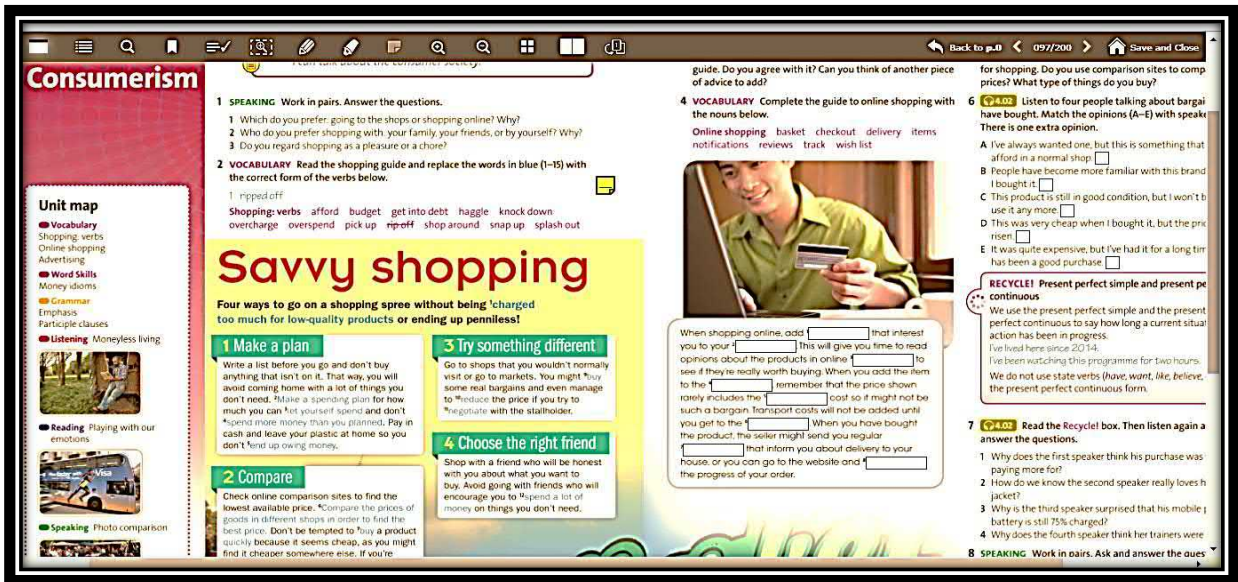 Back to p.0
097/200
Save and Close
Consumerism
I can talk about the consumer society.
1 SPEAKING Work in pairs. Answer the questions.
1 Which do you prefer: going to the shops or shopping online? Why?
2 Who do you prefer shopping with, your family, your friends, or by yourself? Why?
3 Do you regard shopping as a pleasure or a chore?
2 VOCABULARY Read the shopping guide and replace the words in blue (1–15) with
the correct form of the verbs below.
1 ripped off
Shopping: verbs afford budget get into debt haggle knock down
overcharge overspend pick up rip off shop around snap up splash out
Unit map
Vocabulary
Shopping: verbs
Online shopping
Advertising
Word Skills
Money idioms
Grammar
Emphasis
Participle clauses
Listening Moneyless living
Reading Playing with our
emotions
Visa
Speaking Photo comparison
Savvy shopping
Four ways to go on a shopping spree without being ¹charged
too much for low-quality products or ending up penniless!
1 Make a plan
Write a list before you go and don't buy
anything that isn't on it. That way, you will
avoid coming home with a lot of things you
don't need. ²Make a spending plan for how
much you can ³let yourself spend and don't
⁴spend more money than you planned. Pay in
cash and leave your plastic at home so you
don't ⁵end up owing money.
2 Compare
Check online comparison sites to find the
lowest available price. ⁶Compare the prices of
goods in different shops in order to find the
best price. Don't be tempted to ⁷buy a product
quickly because it seems cheap, as you might
find it cheaper somewhere else. If you're
3 Try something different
Go to shops that you wouldn't normally
visit or go to markets. You might ⁹buy
some real bargains and even manage
to ¹⁰reduce the price if you try to
¹¹negotiate with the stallholder.
4 Choose the right friend
Shop with a friend who will be honest
with you about what you want to
buy. Avoid going with friends who will
encourage you to ¹²spend a lot of
money on things you don't need.
guide. Do you agree with it? Can you think of another piece
of advice to add?
4 VOCABULARY Complete the guide to online shopping with
the nouns below.
Online shopping basket checkout delivery items
notifications reviews track wish list
When shopping online, add ¹ that interest
you to your ² This will give you time to read
opinions about the products in online ³ to
see if they're really worth buying. When you add the item
to the ⁴ remember that the price shown
rarely includes the ⁵ cost so it might not be
such a bargain. Transport costs will not be added until
you get to the ⁶ When you have bought
the product, the seller might send you regular
⁷ that inform you about delivery to your
house, or you can go to the website and ⁸
the progress of your order.
for shopping. Do you use comparison sites to comp
prices? What type of things do you buy?
6 4.02 Listen to four people talking about bargai
have bought. Match the opinions (A–E) with speake
There is one extra opinion.
A I've always wanted one, but this is something that
afford in a normal shop.
B People have become more familiar with this brand
I bought it.
C This product is still in good condition, but I won't b
use it any more.
D This was very cheap when I bought it, but the pric
risen.
E It was quite expensive, but I've had it for a long tim
has been a good purchase.
RECYCLE! Present perfect simple and present pe
continuous
We use the present perfect simple and the present
perfect continuous to say how long a current situat
action has been in progress.
I've lived here since 2014.
I've been watching this programme for two hours.
We do not use state verbs (have, want, like, believe,
the present perfect continuous form.
7 4.02 Read the Recycle! box. Then listen again a
answer the questions.
1 Why does the first speaker think his purchase was
paying more for?
2 How do we know the second speaker really loves h
jacket?
3 Why is the third speaker surprised that his mobile p
battery is still 75% charged?
4 Why does the fourth speaker think her trainers were
8 SPEAKING Work in pairs. Ask and answer the ques